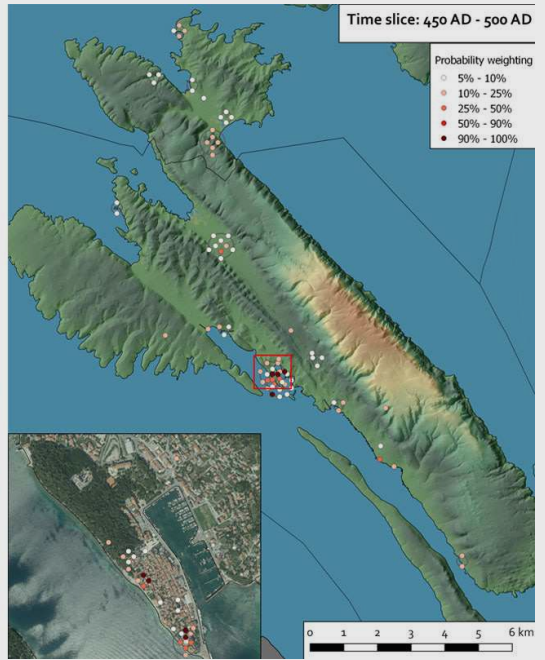 Time slice: 450 AD - 500 AD
Probability weighting
5% - 10%
10% - 25%
25% - 50%
50% - 90%
90% - 100%
0 1 2 3 4 5 6 km